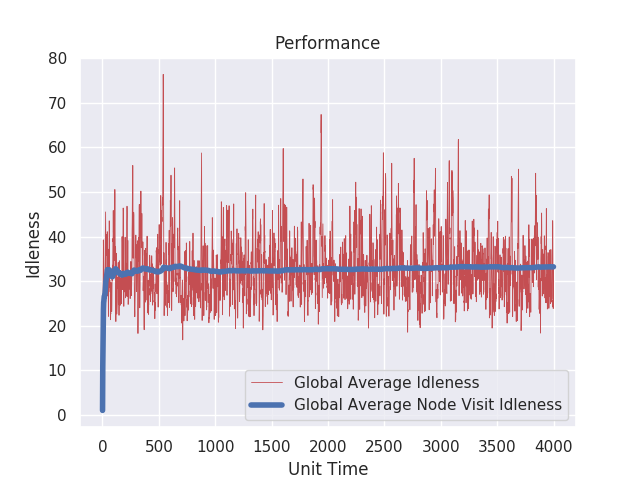 Performance
80
70
60
50
40
30
20
10
0
Idleness
Global Average Idleness
Global Average Node Visit Idleness
0 500 1000 1500 2000 2500 3000 3500 4000
Unit Time